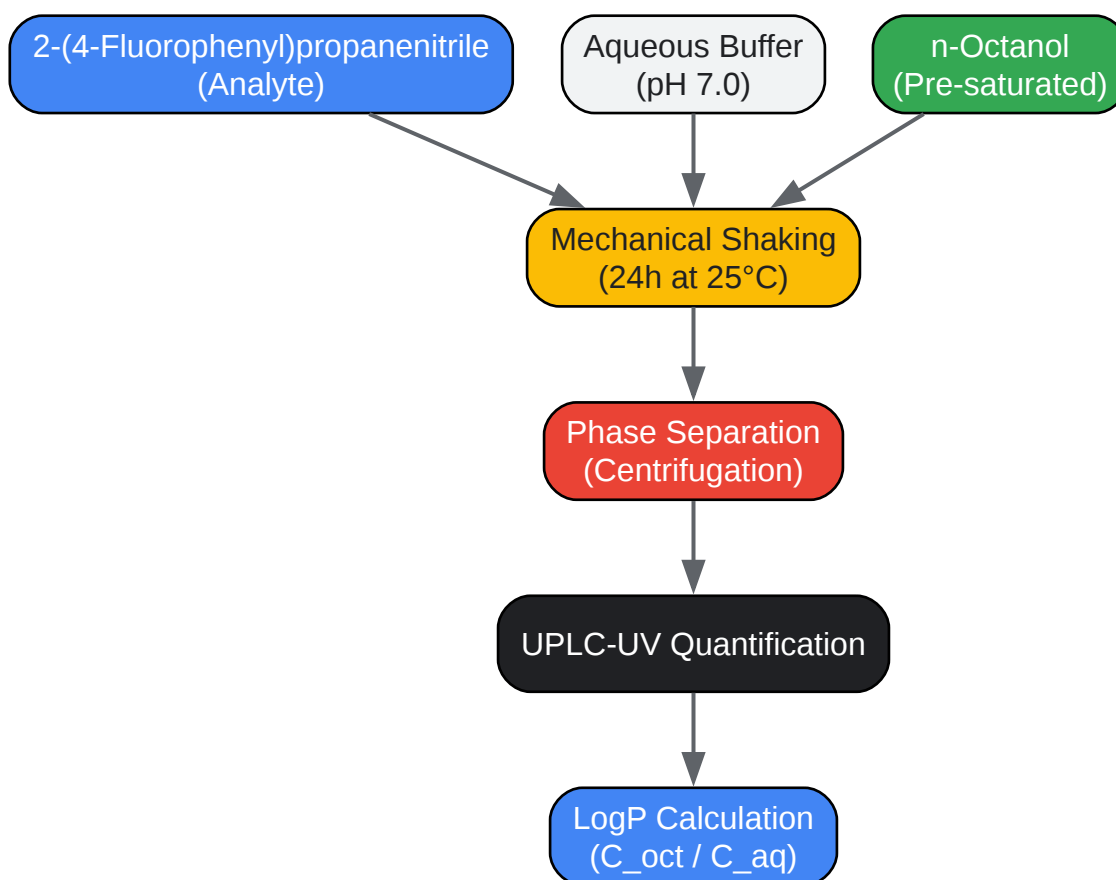 2-(4-Fluorophenyl)propanenitrile
(Analyte)
Aqueous Buffer
(pH 7.0)
n-Octanol
(Pre-saturated)
Mechanical Shaking
(24h at 25°C)
Phase Separation
(Centrifugation)
UPLC-UV Quantification
LogP Calculation
(C_oct / C_aq)